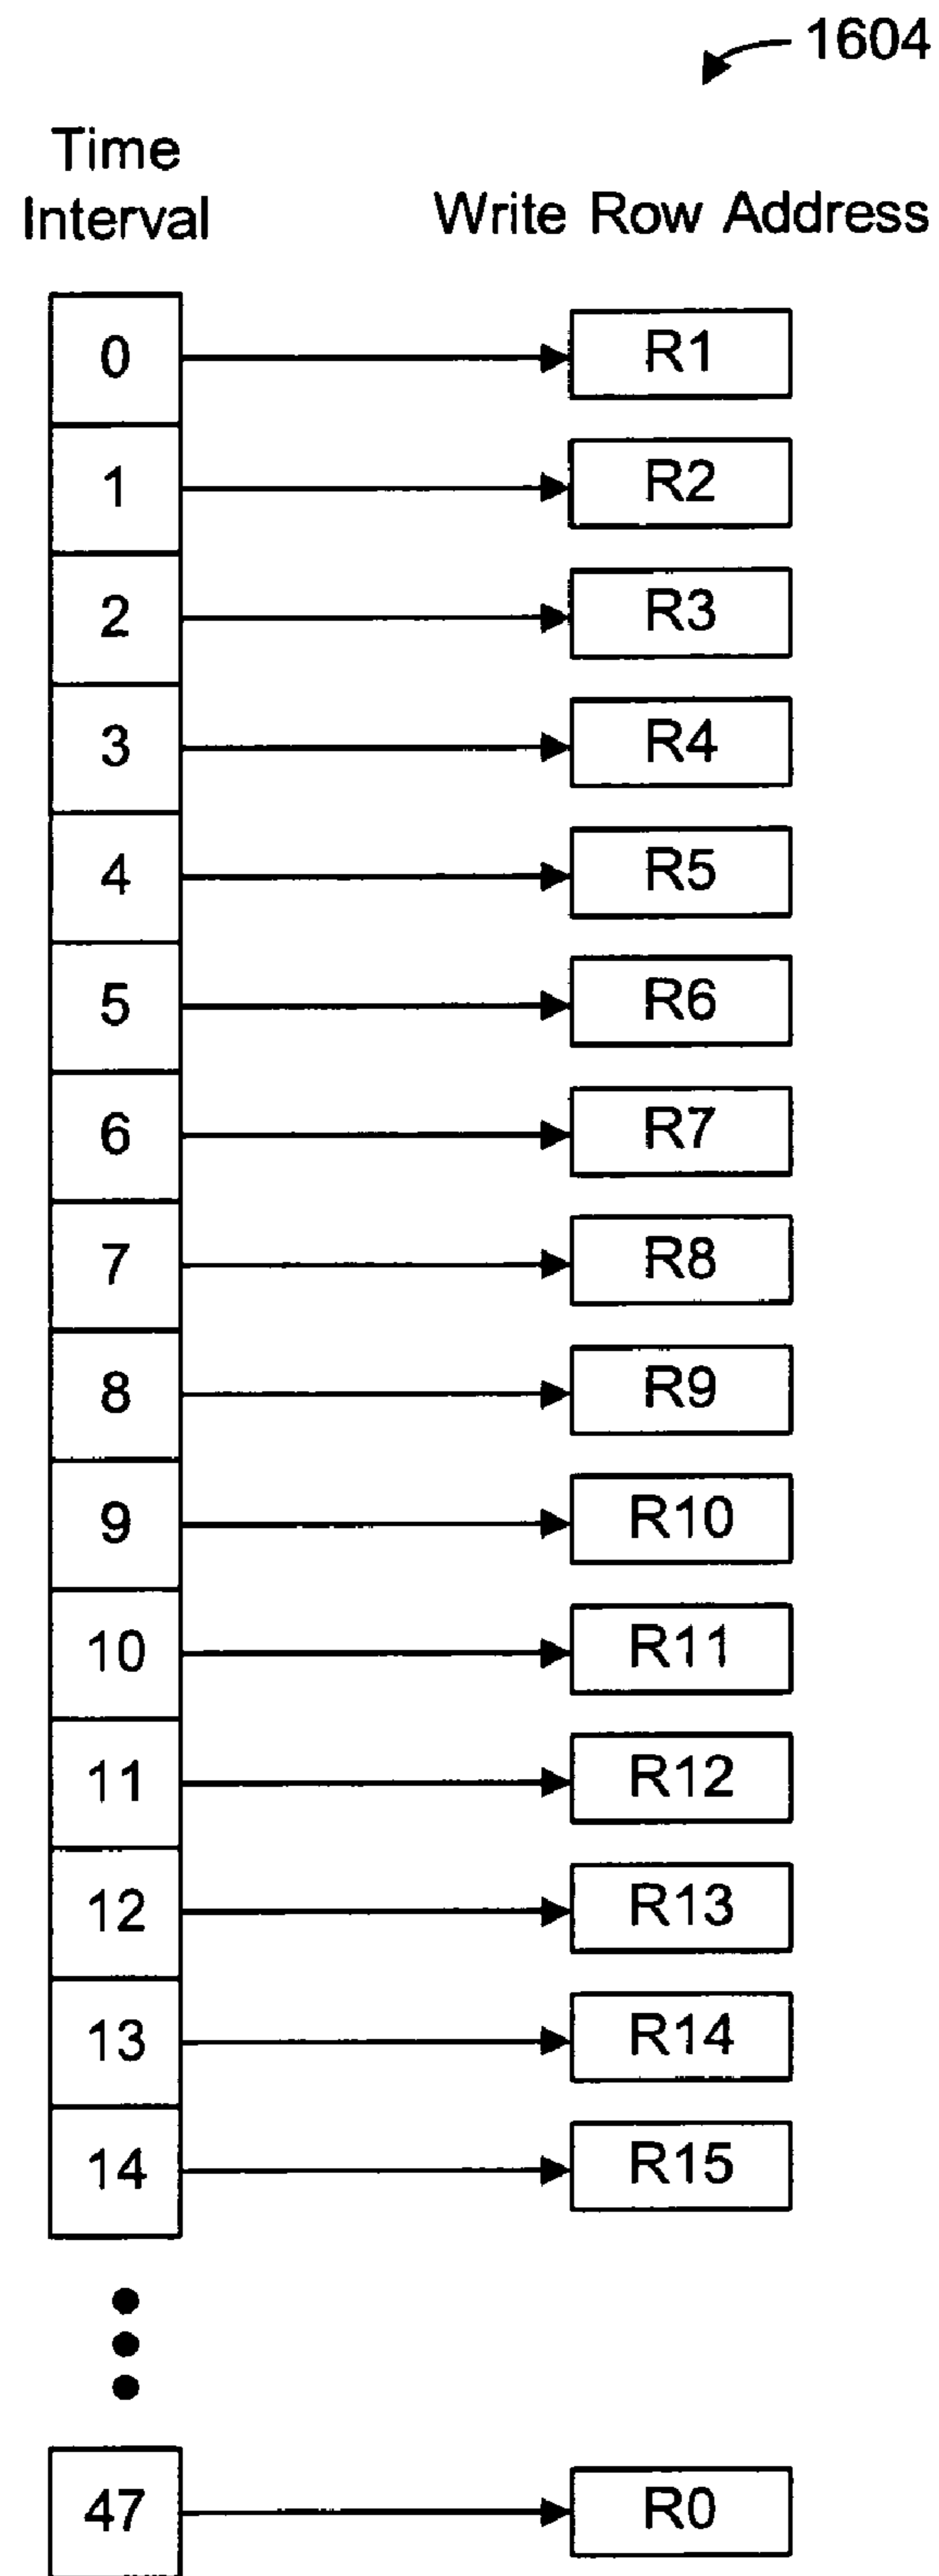 1604
Time
Interval
Write Row Address
0 R1
1 R2
2 R3
3 R4
4 R5
5 R6
6 R7
7 R8
8 R9
9 R10
10 R11
11 R12
12 R13
13 R14
14 R15
47 R0